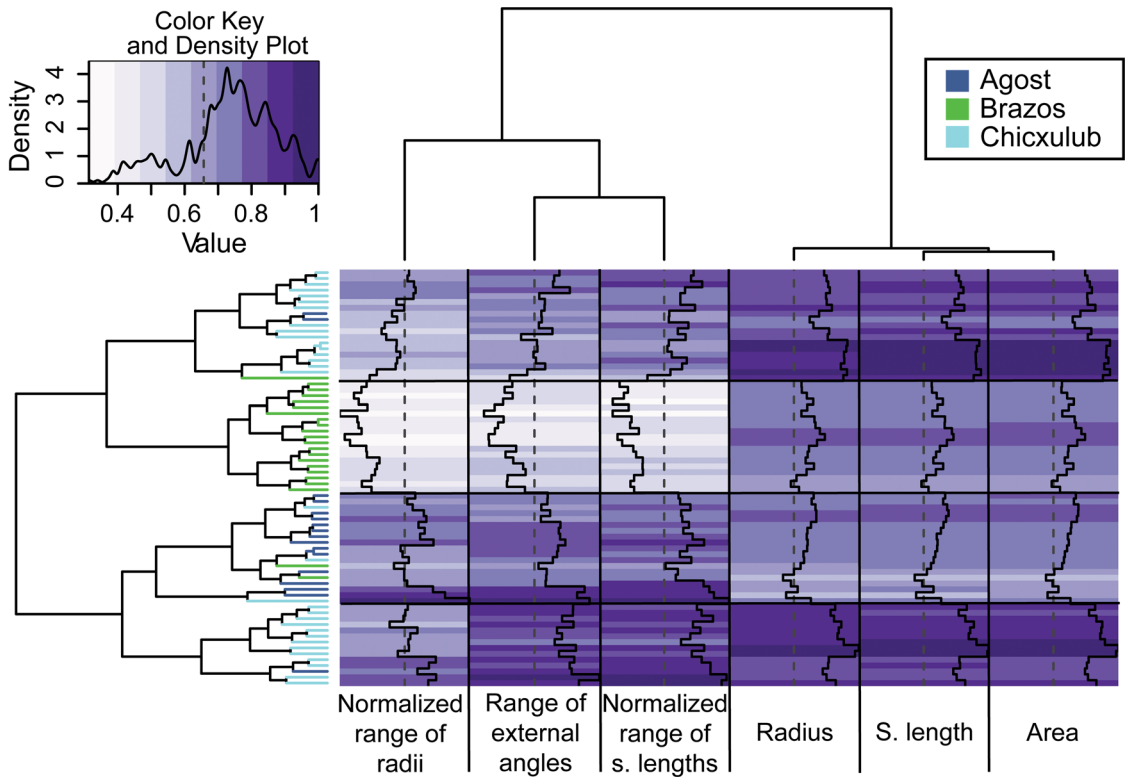 Color Key
and Density Plot
Density
0 1 2 3 4
0.4 0.6 0.8 1
Value
Agost
Brazos
Chicxulub
Normalized
range of
radii
Range of
external
angles
Normalized
range of
s. lengths
Radius
S. length
Area